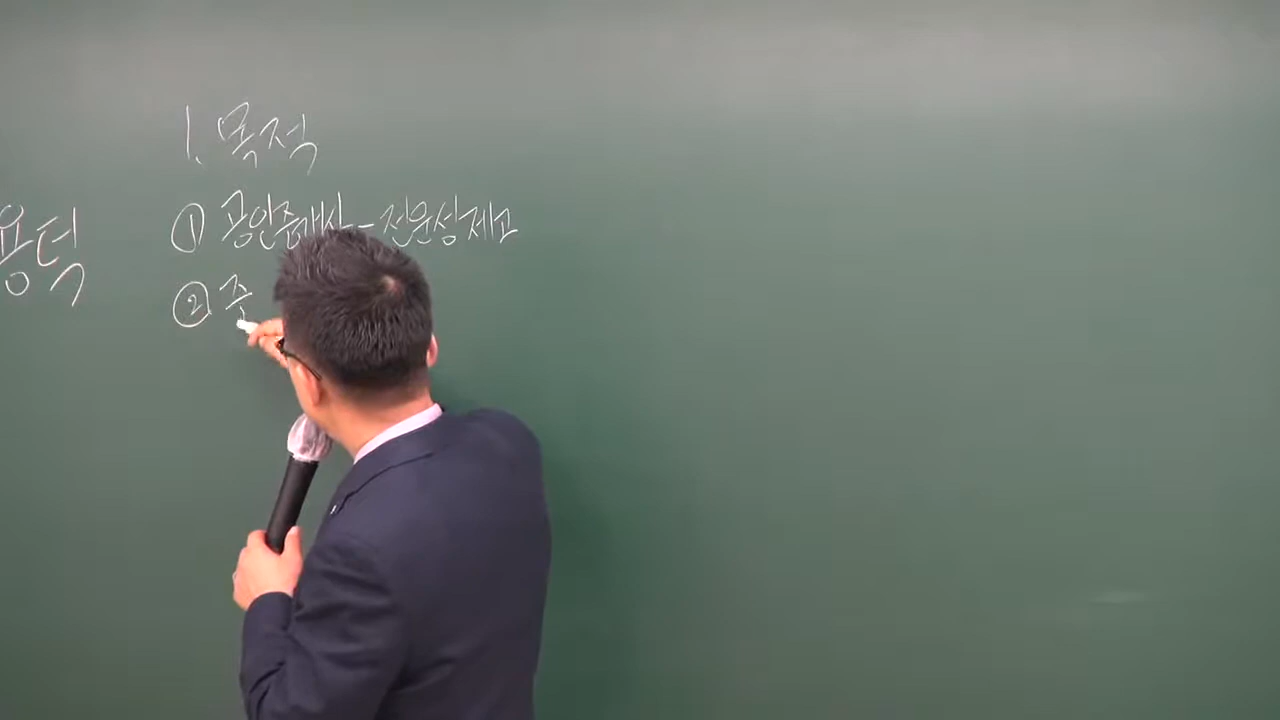 1. 목적
① 공인중개사 - 전문성제고
② 중
용덕